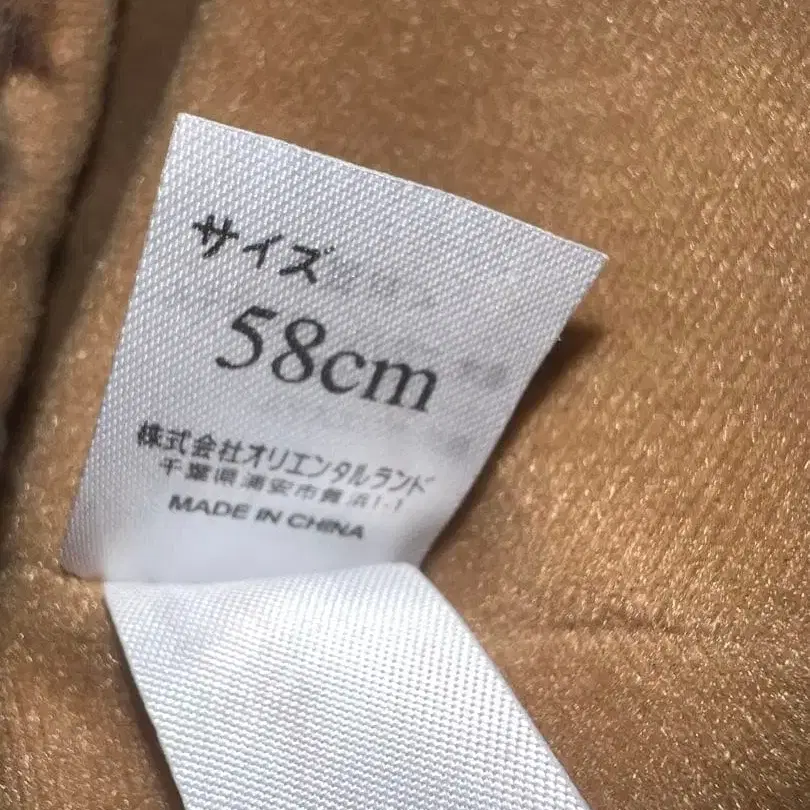 サイズ
58cm
株式会社オリエンタルランド
千葉県浦安市舞浜1-1
MADE IN CHINA